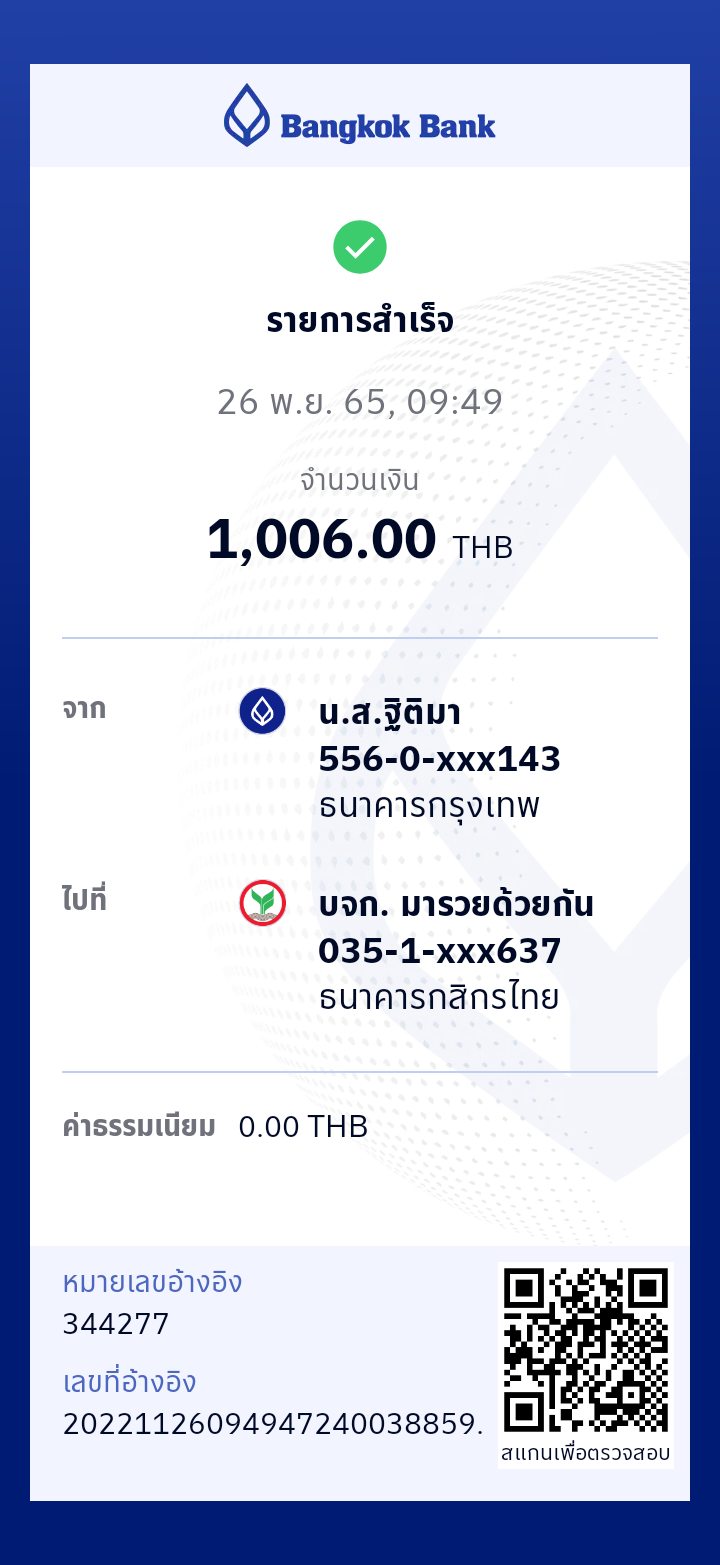 Bangkok Bank
รายการสำเร็จ
26 พ.ย. 65, 09:49
จำนวนเงิน
1,006.00 THB
จาก
น.ส.ฐิติมา
556-0-xxx143
ธนาคารกรุงเทพ
ไปที่
บจก. มารวยด้วยกัน
035-1-xxx637
ธนาคารกสิกรไทย
ค่าธรรมเนียม 0.00 THB
หมายเลขอ้างอิง
344277
เลขที่อ้างอิง
20221126094947240038859.
สแกนเพื่อตรวจสอบ